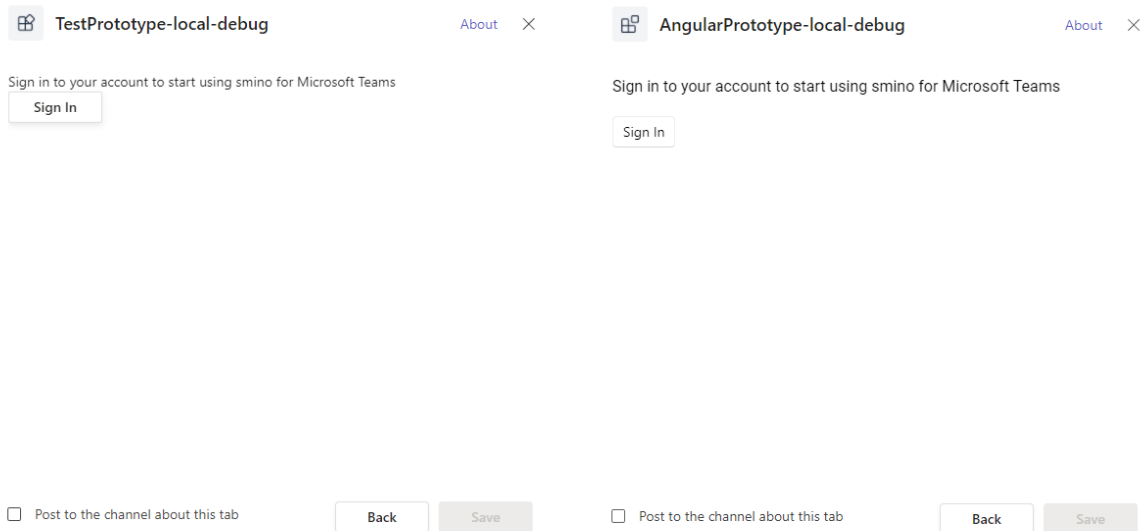 TestPrototype-local-debug
About
Sign in to your account to start using smino for Microsoft Teams
Sign In
Post to the channel about this tab
Back
Save
AngularPrototype-local-debug
About
Sign in to your account to start using smino for Microsoft Teams
Sign In
Post to the channel about this tab
Back
Save